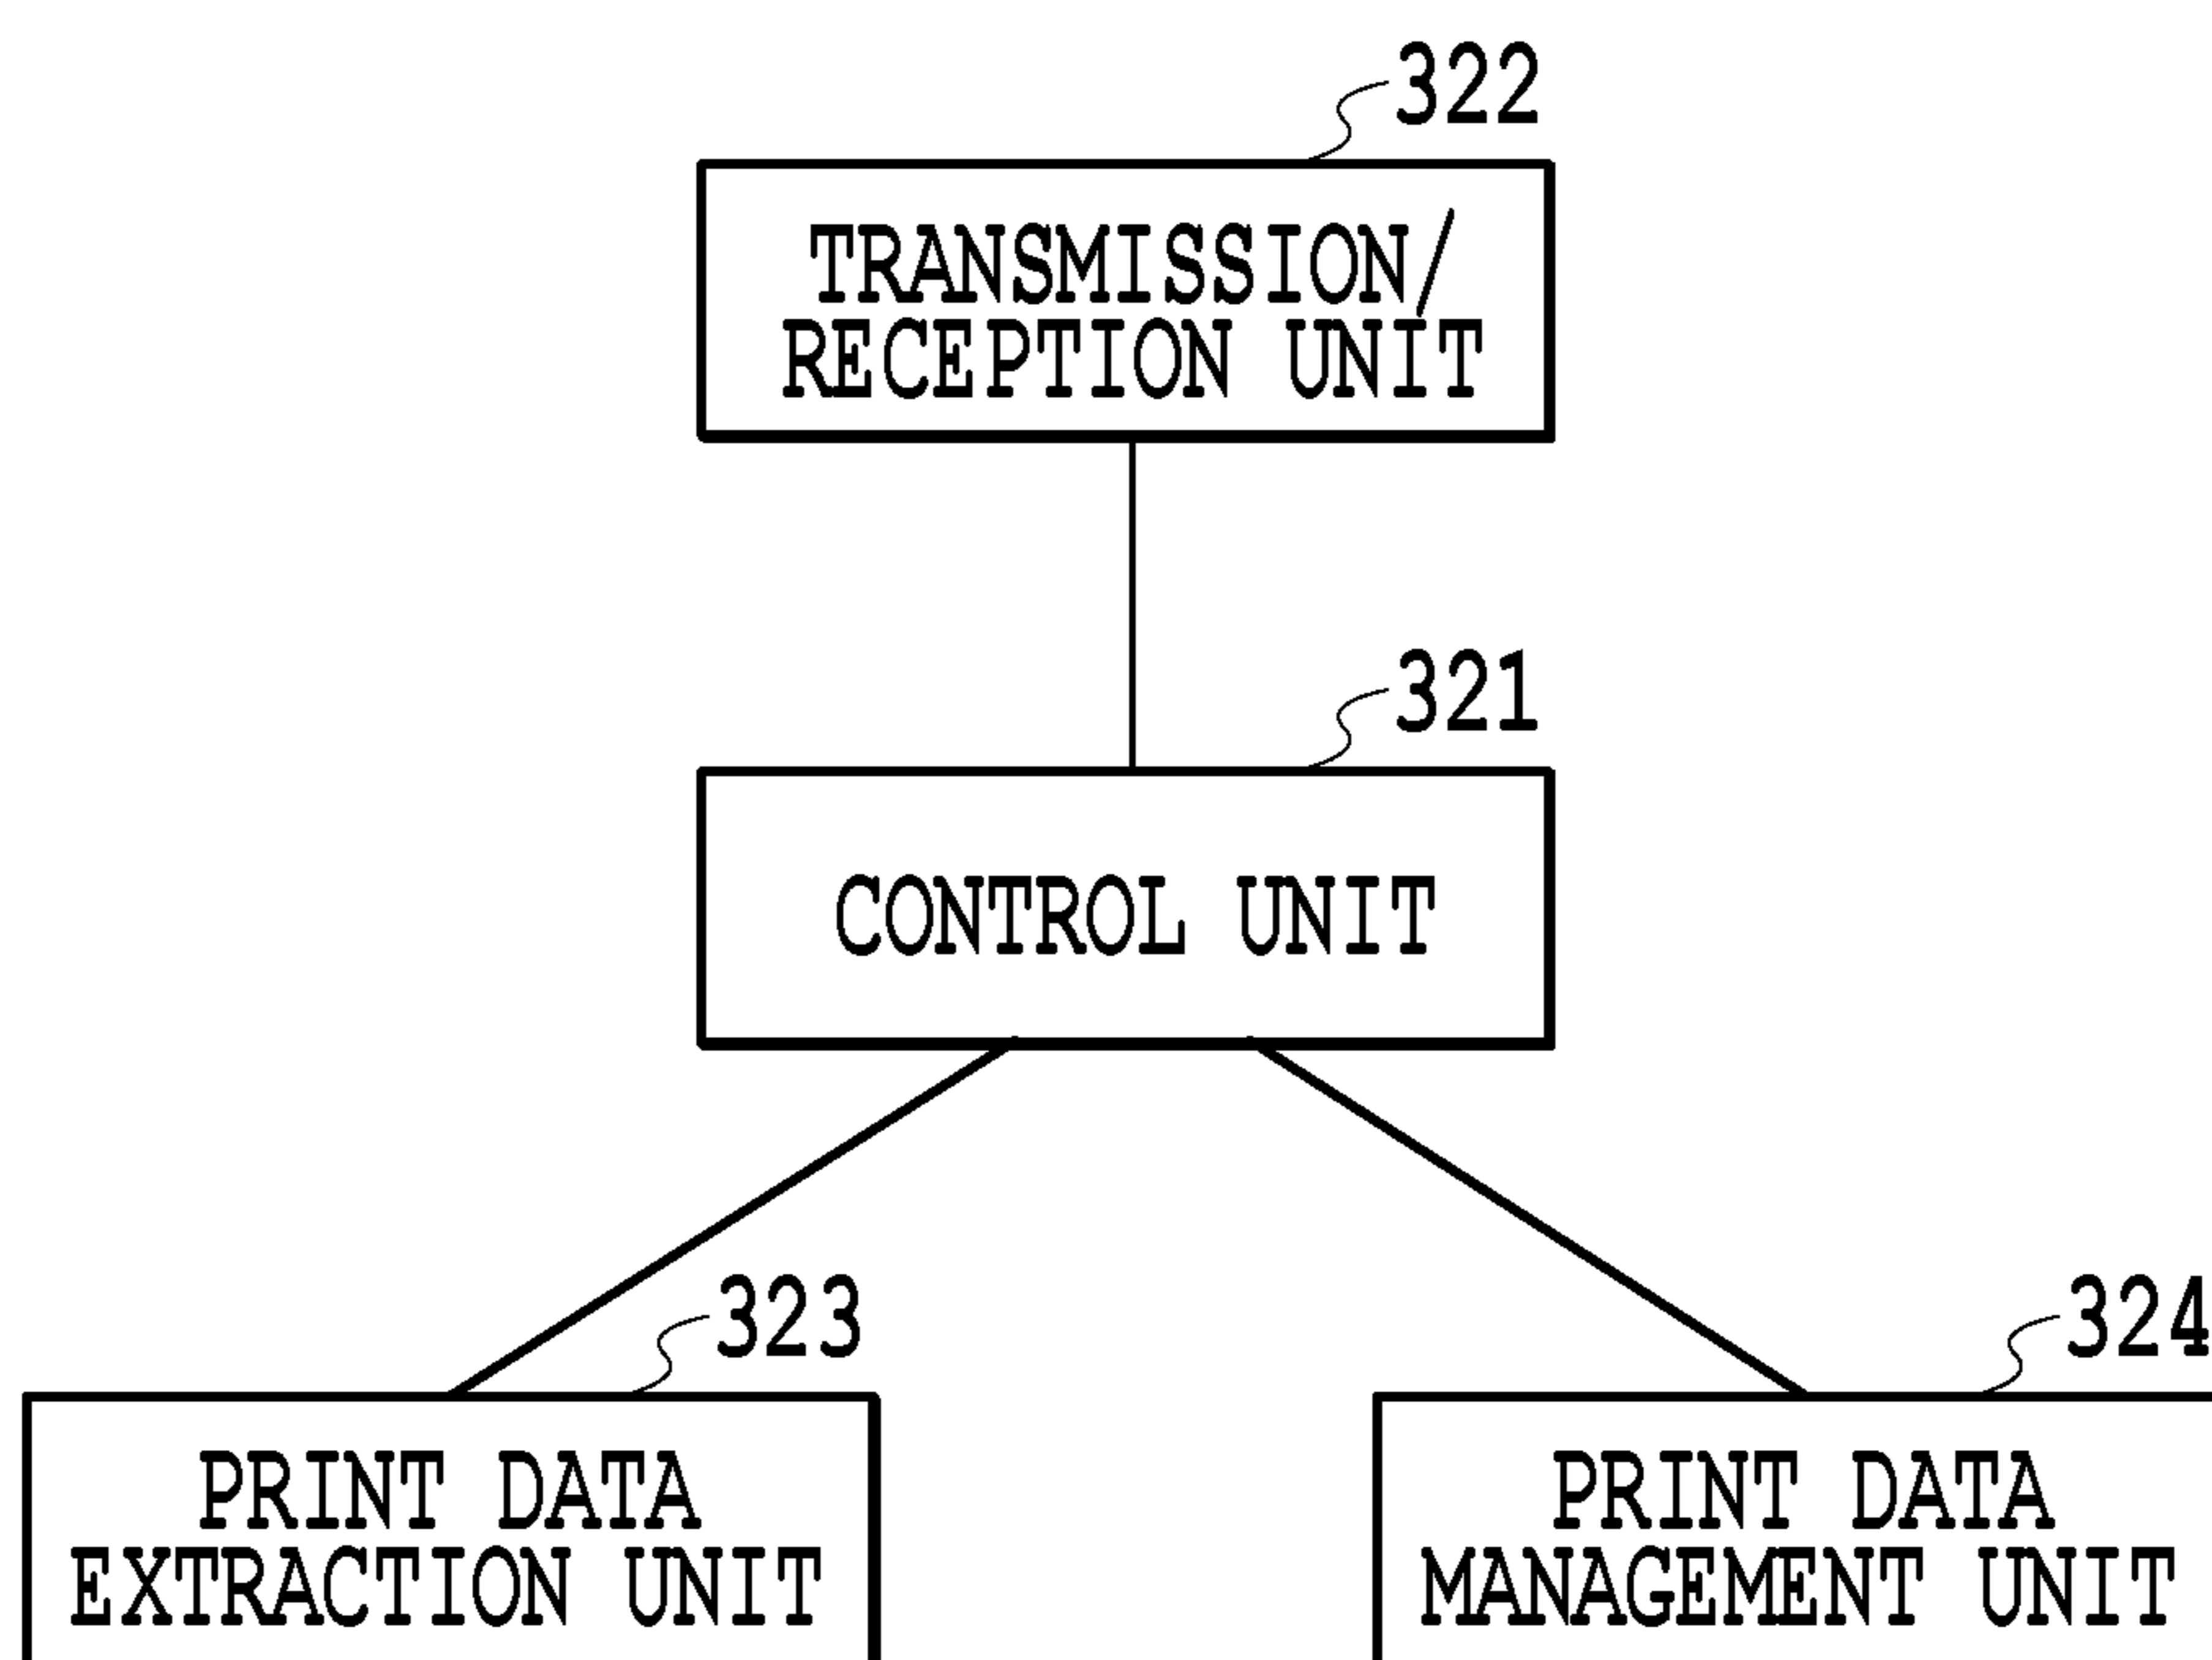 322
TRANSMISSION/
RECEPTION UNIT
321
CONTROL UNIT
323
PRINT DATA
EXTRACTION UNIT
324
PRINT DATA
MANAGEMENT UNIT